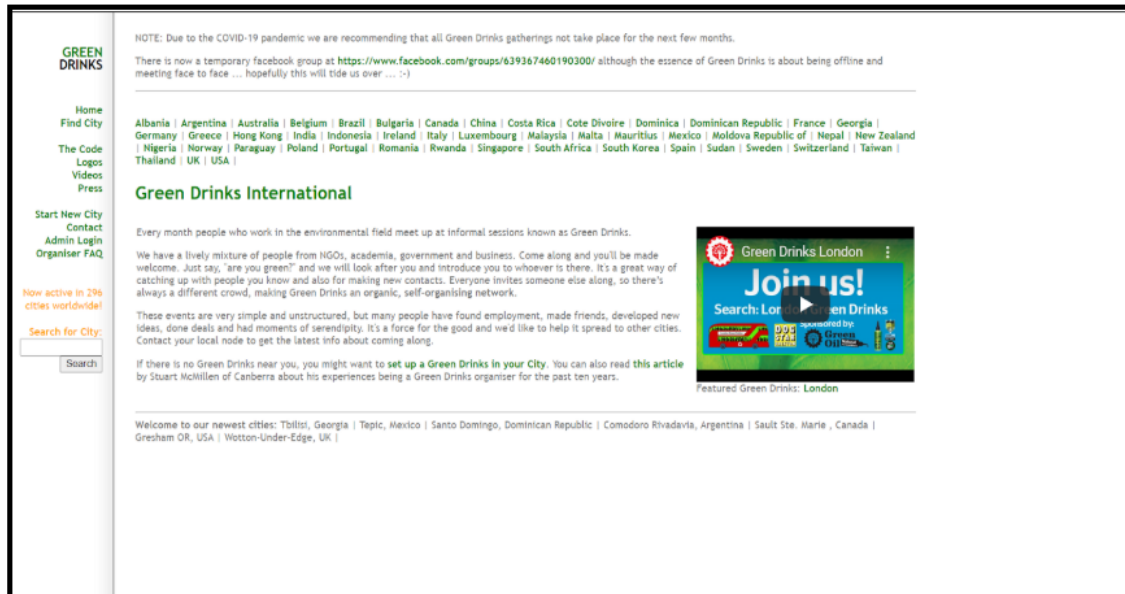 GREEN
DRINKS
Home
Find City
The Code
Logos
Videos
Press
Start New City
Contact
Admin Login
Organiser FAQ
Now active in 296
cities worldwide!
Search for City:
Search
NOTE: Due to the COVID-19 pandemic we are recommending that all Green Drinks gatherings not take place for the next few months.
There is now a temporary facebook group at https://www.facebook.com/groups/639367460190300/ although the essence of Green Drinks is about being offline and
meeting face to face ... hopefully this will tide us over ... :-)
Albania | Argentina | Australia | Belgium | Brazil | Bulgaria | Canada | China | Costa Rica | Cote Divoire | Dominica | Dominican Republic | France | Georgia |
Germany | Greece | Hong Kong | India | Indonesia | Ireland | Italy | Luxembourg | Malaysia | Malta | Mauritius | Mexico | Moldova Republic of | Nepal | New Zealand
| Nigeria | Norway | Paraguay | Poland | Portugal | Romania | Rwanda | Singapore | South Africa | South Korea | Spain | Sudan | Sweden | Switzerland | Taiwan |
Thailand | UK | USA |
Green Drinks International
Every month people who work in the environmental field meet up at informal sessions known as Green Drinks.
We have a lively mixture of people from NGOs, academia, government and business. Come along and you'll be made
welcome. Just say, "are you green?" and we will look after you and introduce you to whoever is there. It's a great way of
catching up with people you know and also for making new contacts. Everyone invites someone else along, so there's
always a different crowd, making Green Drinks an organic, self-organising network.
These events are very simple and unstructured, but many people have found employment, made friends, developed new
ideas, done deals and had moments of serendipity. It's a force for the good and we'd like to help it spread to other cities.
Contact your local node to get the latest info about coming along.
If there is no Green Drinks near you, you might want to set up a Green Drinks in your City. You can also read this article
by Stuart McMillen of Canberra about his experiences being a Green Drinks organiser for the past ten years.
Green Drinks London
Join us!
Search: London Green Drinks
Sponsored by:
DOG
STAR
Green
Oil
Featured Green Drinks: London
Welcome to our newest cities: Tbilisi, Georgia | Tepic, Mexico | Santo Domingo, Dominican Republic | Comodoro Rivadavia, Argentina | Sault Ste. Marie , Canada |
Gresham OR, USA | Wotton-Under-Edge, UK |